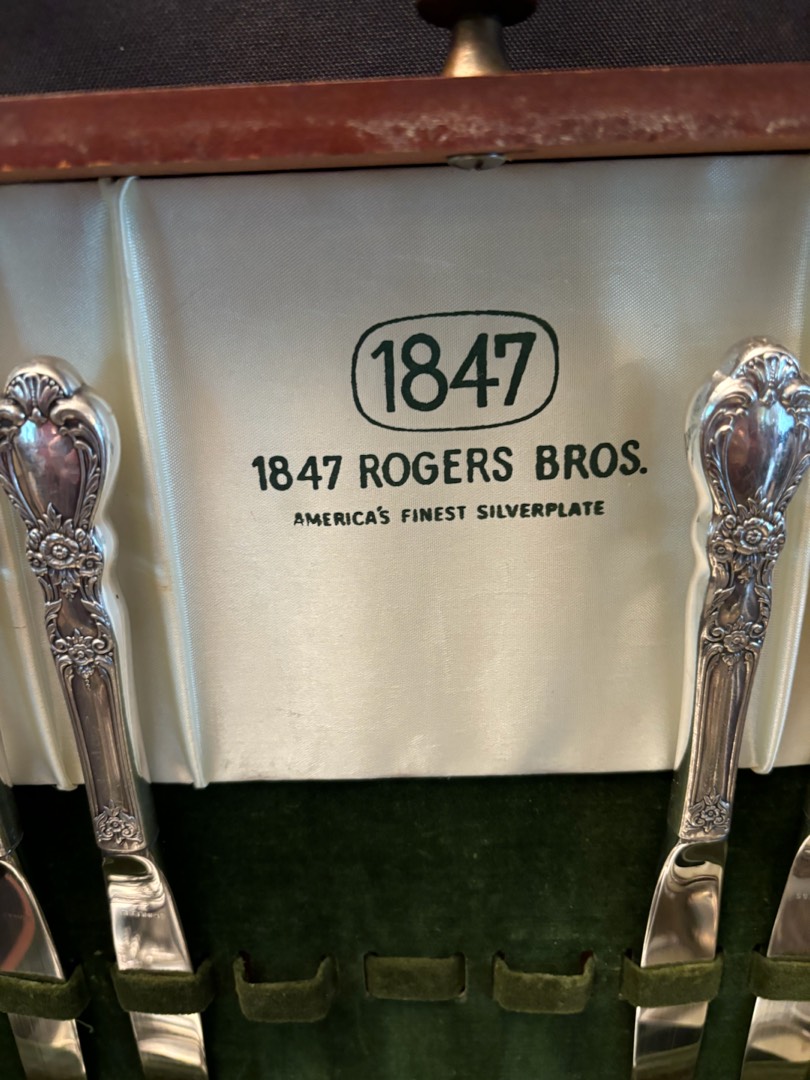 1847
1847 ROGERS BROS.
AMERICA'S FINEST SILVERPLATE